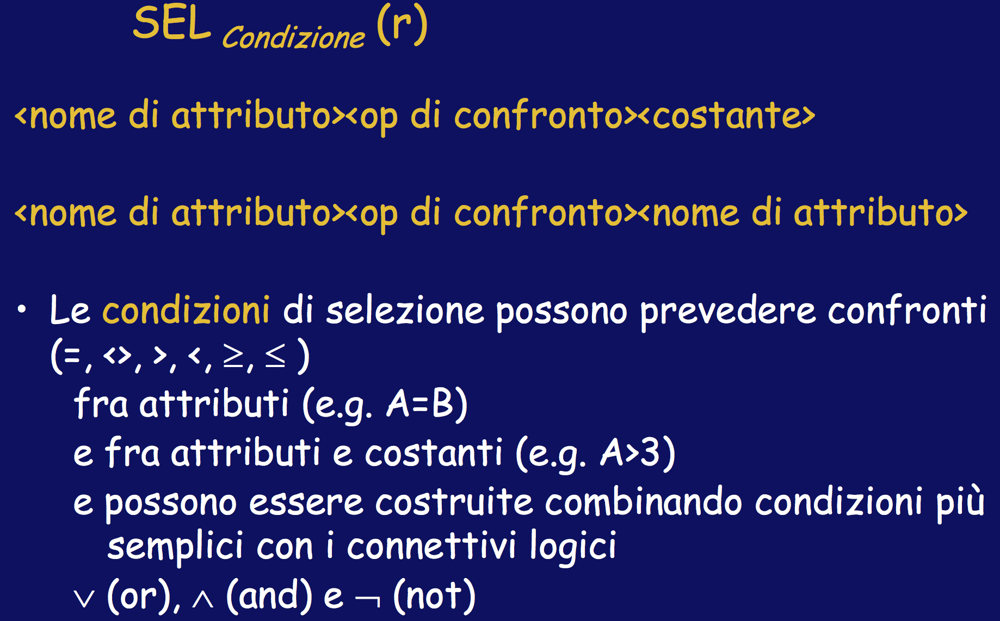 SEL Condizione (r)
<nome di attributo><op di confronto><costante>
<nome di attributo><op di confronto><nome di attributo>
• Le condizioni di selezione possono prevedere confronti
(=, <>, >, <, ≥, ≤ )
fra attributi (e.g. A=B)
e fra attributi e costanti (e.g. A>3)
e possono essere costruite combinando condizioni più
semplici con i connettivi logici
∨ (or), ∧ (and) e ¬ (not)